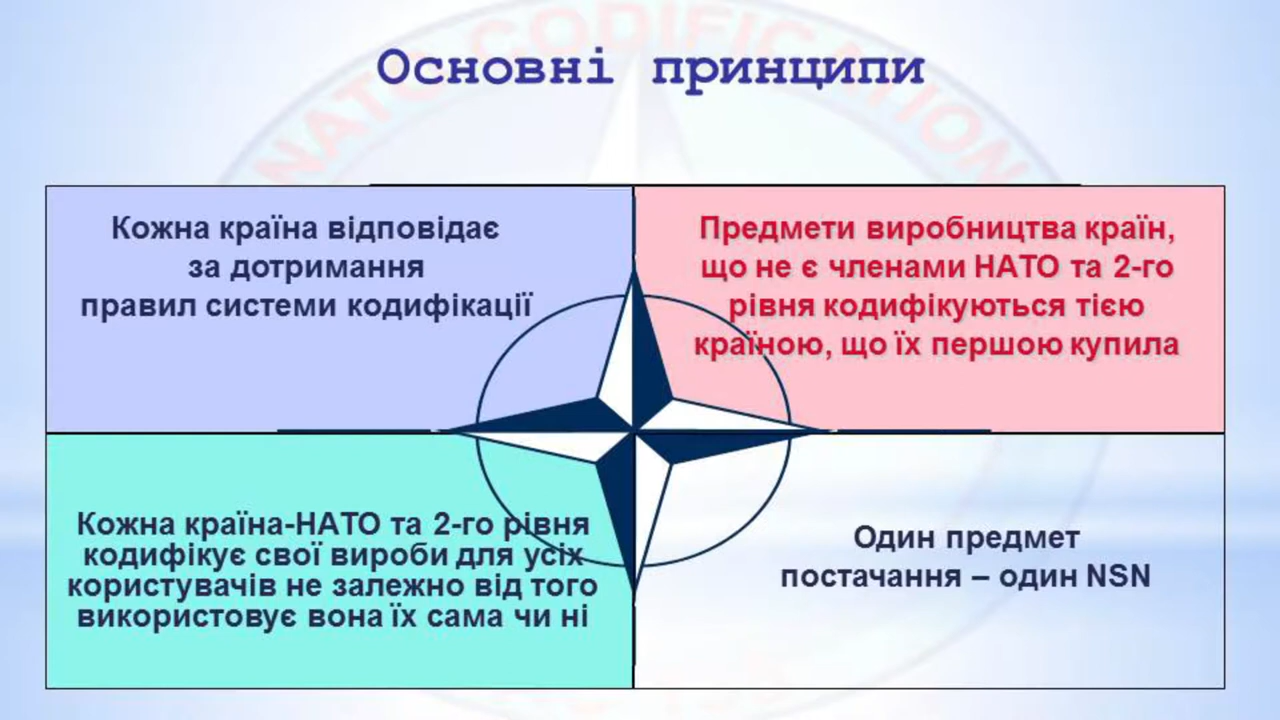 NATO CODIFICATION
Основні принципи
Кожна країна відповідає
за дотримання
правил системи кодифікації
Предмети виробництва країн,
що не є членами НАТО та 2-го
рівня кодифікуються тією
країною, що їх першою купила
Кожна країна-НАТО та 2-го рівня
кодифікує свої вироби для усіх
користувачів не залежно від того
використовує вона їх сама чи ні
Один предмет
постачання – один NSN